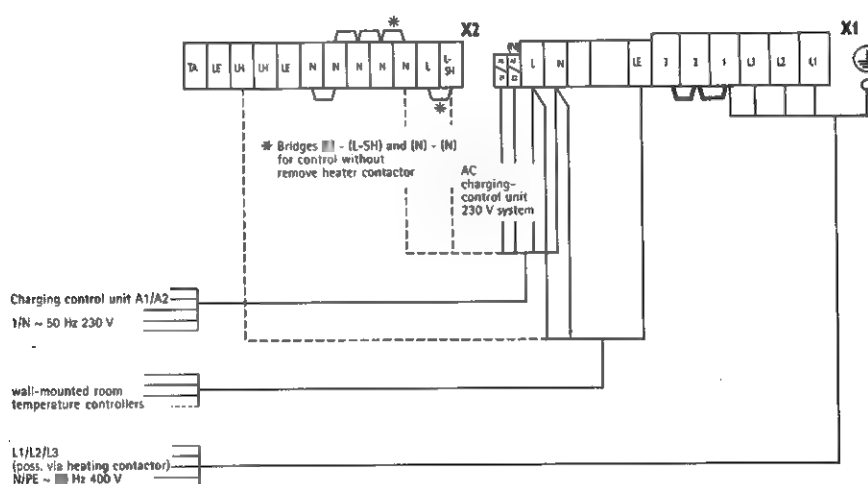 * X2 X1
TA LE LH LH LE N N N N N L L-SH
L N LE 3 2 1 L3 L2 L1
*
* Bridges - (L-SH) and (N) - (N)
for control without
remove heater contactor
AC
charging-
control unit
230 V system
Charging control unit A1/A2
1/N ~ 50 Hz 230 V
wall-mounted room
temperature controllers
L1/L2/L3
(poss. via heating contactor)
N/PE ~ Hz 400 V